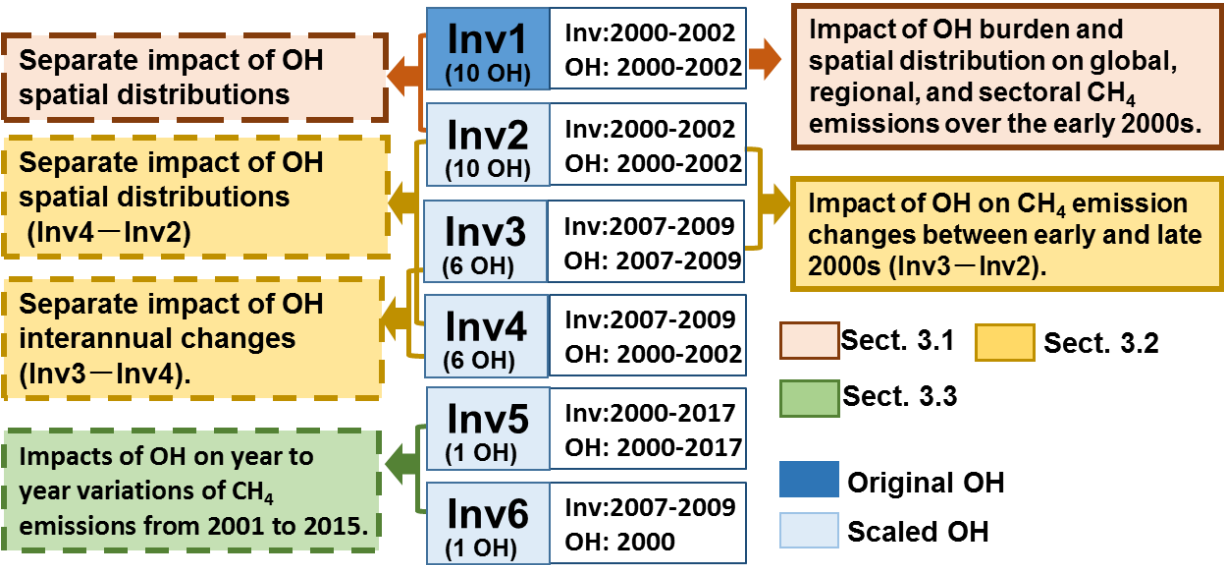 Separate impact of OH
spatial distributions
Separate impact of OH
spatial distributions
(Inv4－Inv2)
Separate impact of OH
interannual changes
(Inv3－Inv4).
Impacts of OH on year to
year variations of CH₄
emissions from 2001 to 2015.
Inv1
(10 OH)
Inv:2000-2002
OH: 2000-2002
Inv2
(10 OH)
Inv:2000-2002
OH: 2000-2002
Inv3
(6 OH)
Inv:2007-2009
OH: 2007-2009
Inv4
(6 OH)
Inv:2007-2009
OH: 2000-2002
Inv5
(1 OH)
Inv:2000-2017
OH: 2000-2017
Inv6
(1 OH)
Inv:2007-2009
OH: 2000
Impact of OH burden and
spatial distribution on global,
regional, and sectoral CH₄
emissions over the early 2000s.
Impact of OH on CH₄ emission
changes between early and late
2000s (Inv3－Inv2).
Sect. 3.1
Sect. 3.2
Sect. 3.3
Original OH
Scaled OH